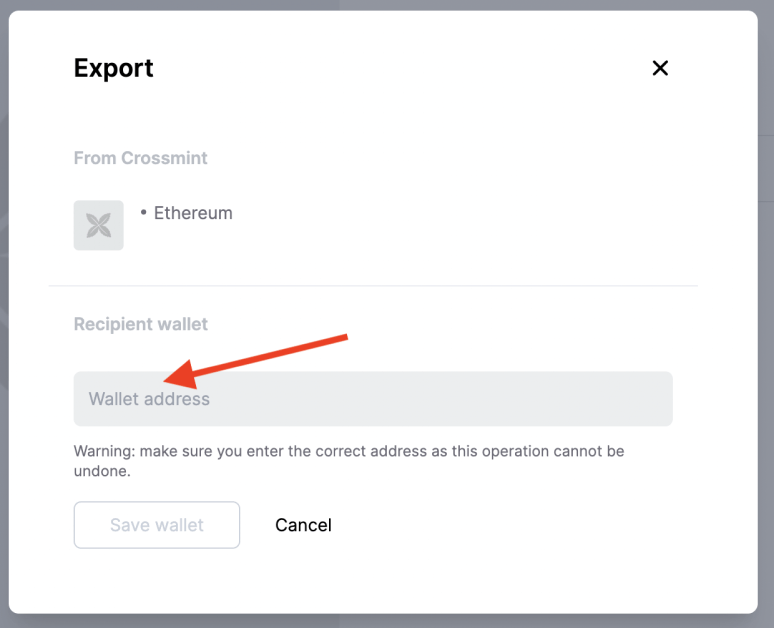 Export
From Crossmint
• Ethereum
Recipient wallet
Wallet address
Warning: make sure you enter the correct address as this operation cannot be
undone.
Save wallet
Cancel